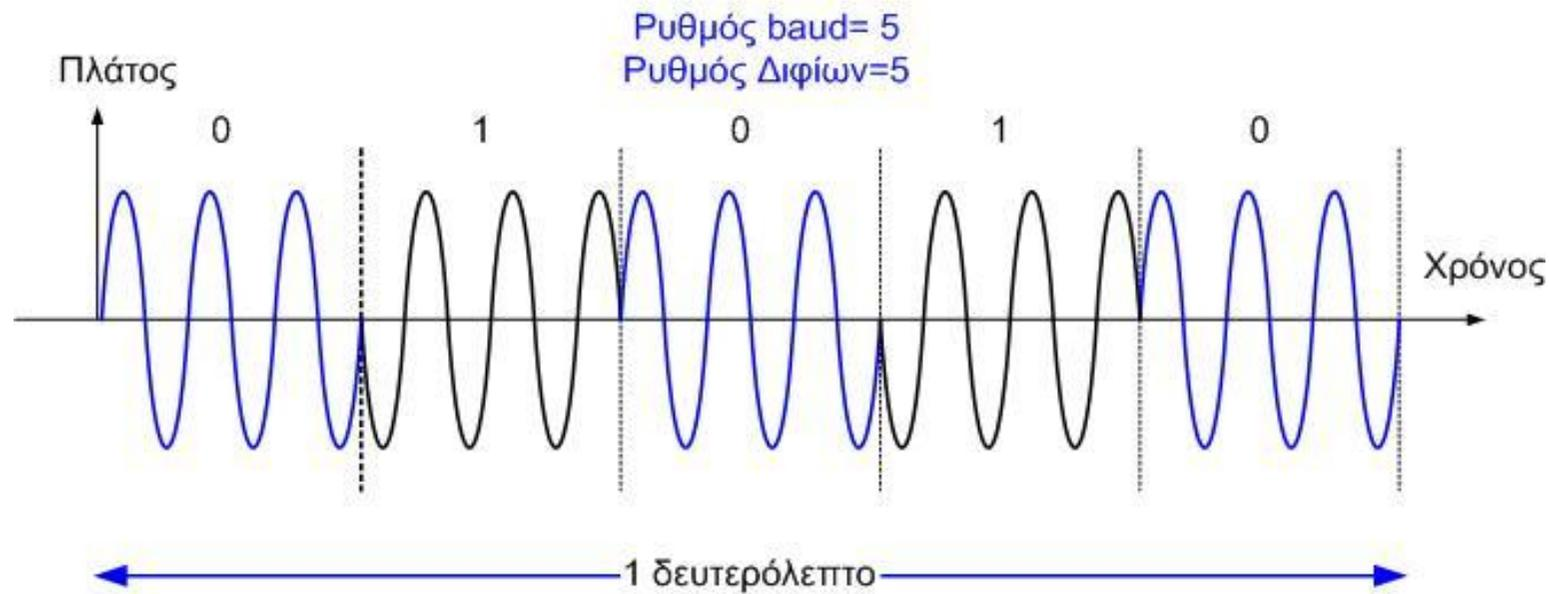 Ρυθμός baud= 5
Ρυθμός Διφίων=5
Πλάτος
0 1 0 1 0
Χρόνος
1 δευτερόλεπτο